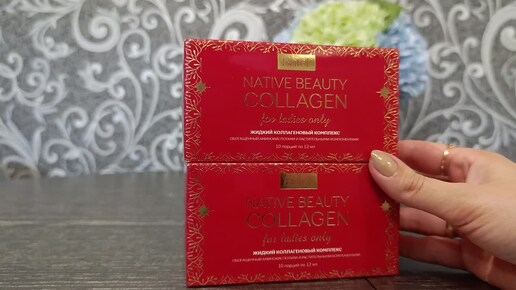 NATIVE BEAUTY
COLLAGEN
for ladies only
ЖИДКИЙ КОЛЛАГЕНОВЫЙ КОМПЛЕКС
10 порций по 12 мл
NATIVE BEAUTY
COLLAGEN
for ladies only
ЖИДКИЙ КОЛЛАГЕНОВЫЙ КОМПЛЕКС
10 порций по 12 мл